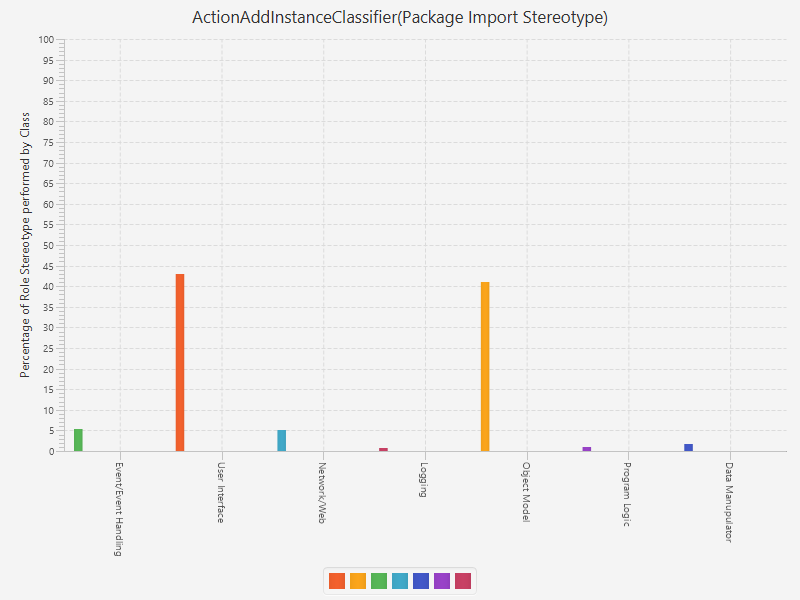 ActionAddInstanceClassifier(Package Import Stereotype)
Percentage of Role Stereotype performed by Class
100
95
90
85
80
75
70
65
60
55
50
45
40
35
30
25
20
15
10
5
0
Event/Event Handling
User Interface
Network/Web
Logging
Object Model
Program Logic
Data Manupulator